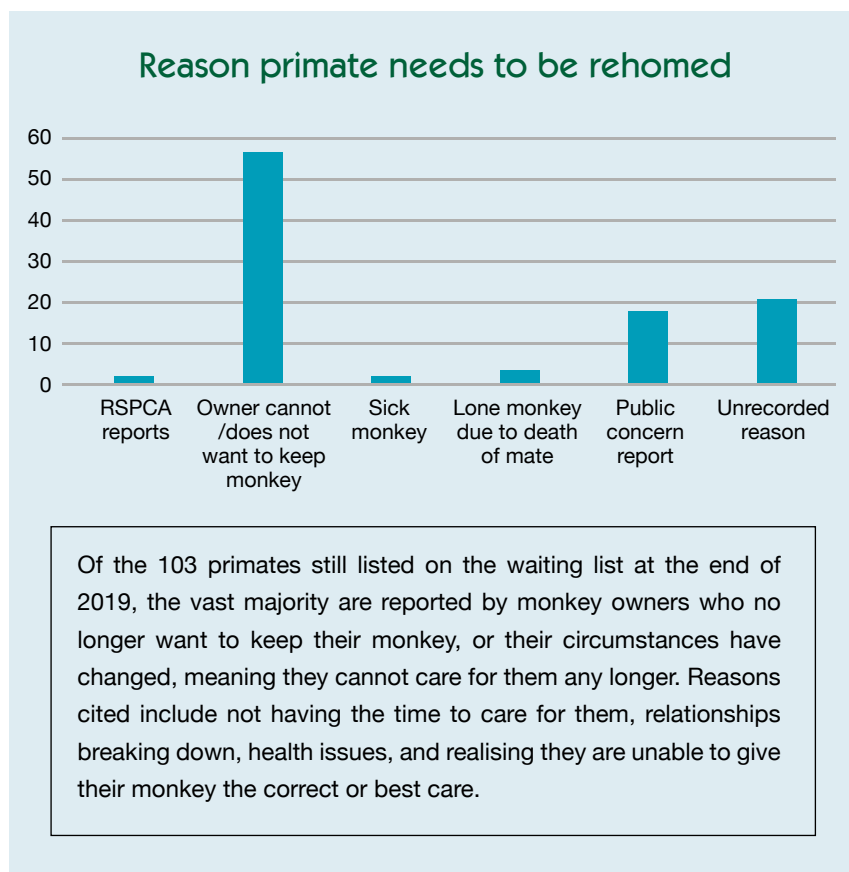 Reason primate needs to be rehomed
60
50
40
30
20
10
0
RSPCA
reports
Owner cannot
/does not
want to keep
monkey
Sick
monkey
Lone monkey
due to death
of mate
Public
concern
report
Unrecorded
reason
Of the 103 primates still listed on the waiting list at the end of
2019, the vast majority are reported by monkey owners who no
longer want to keep their monkey, or their circumstances have
changed, meaning they cannot care for them any longer. Reasons
cited include not having the time to care for them, relationships
breaking down, health issues, and realising they are unable to give
their monkey the correct or best care.